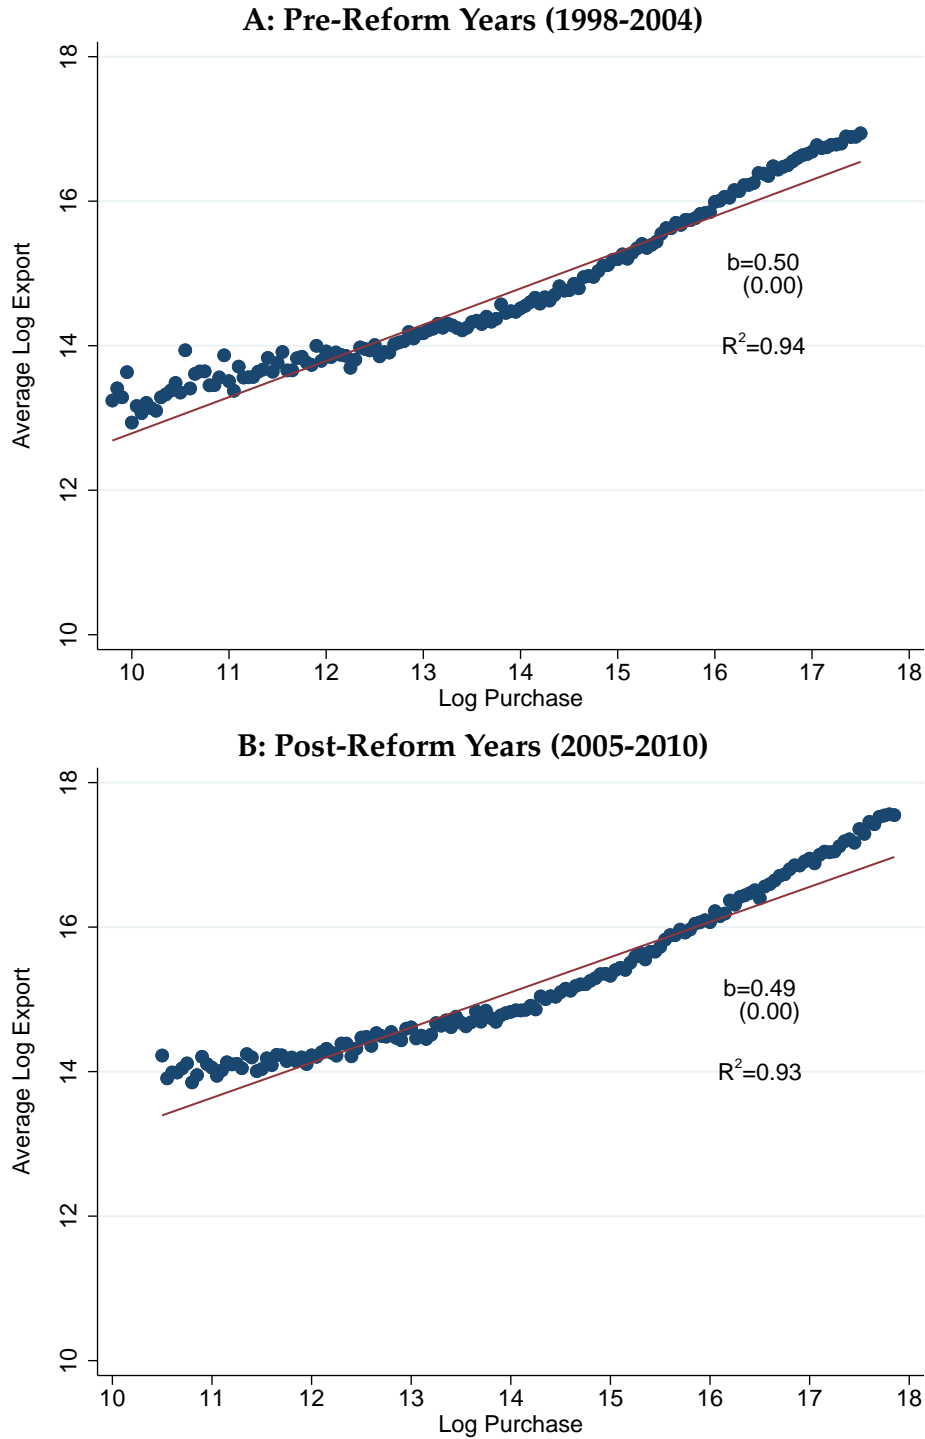 A: Pre-Reform Years (1998-2004)
18
16
14
12
10
Average Log Export
b=0.50
(0.00)
R²=0.94
10 11 12 13 14 15 16 17 18
Log Purchase
B: Post-Reform Years (2005-2010)
18
16
14
12
10
Average Log Export
b=0.49
(0.00)
R²=0.93
10 11 12 13 14 15 16 17 18
Log Purchase